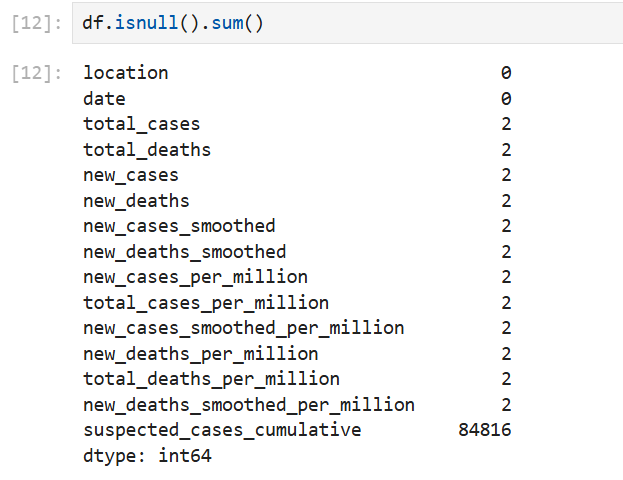 [12]: df.isnull().sum()
[12]: location 0
date 0
total_cases 2
total_deaths 2
new_cases 2
new_deaths 2
new_cases_smoothed 2
new_deaths_smoothed 2
new_cases_per_million 2
total_cases_per_million 2
new_cases_smoothed_per_million 2
new_deaths_per_million 2
total_deaths_per_million 2
new_deaths_smoothed_per_million 2
suspected_cases_cumulative 84816
dtype: int64